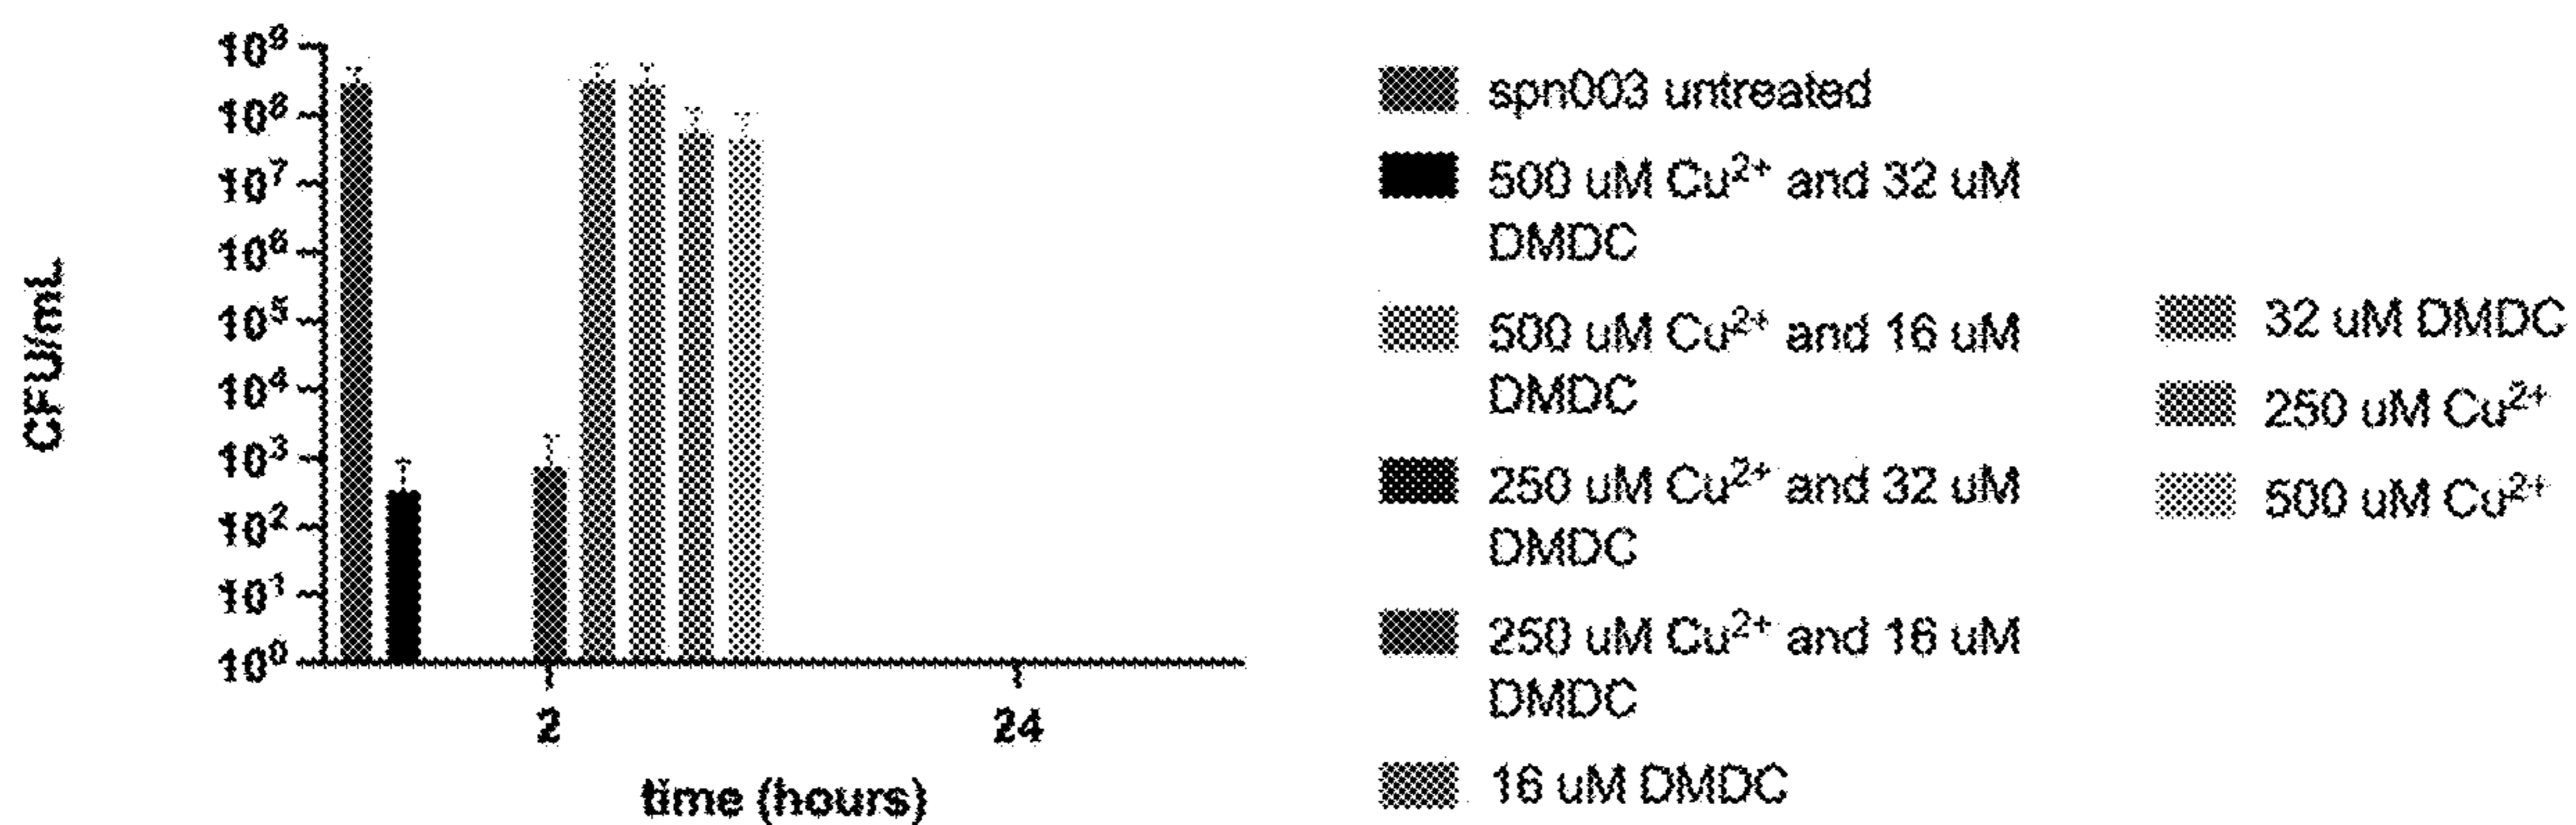 CFU/mL
10⁹
10⁸
10⁷
10⁶
10⁵
10⁴
10³
10²
10¹
10⁰
2
24
time (hours)
spn003 untreated
500 uM Cu²⁺ and 32 uM
DMDC
500 uM Cu²⁺ and 16 uM
DMDC
250 uM Cu²⁺ and 32 uM
DMDC
250 uM Cu²⁺ and 16 uM
DMDC
16 uM DMDC
32 uM DMDC
250 uM Cu²⁺
500 uM Cu²⁺